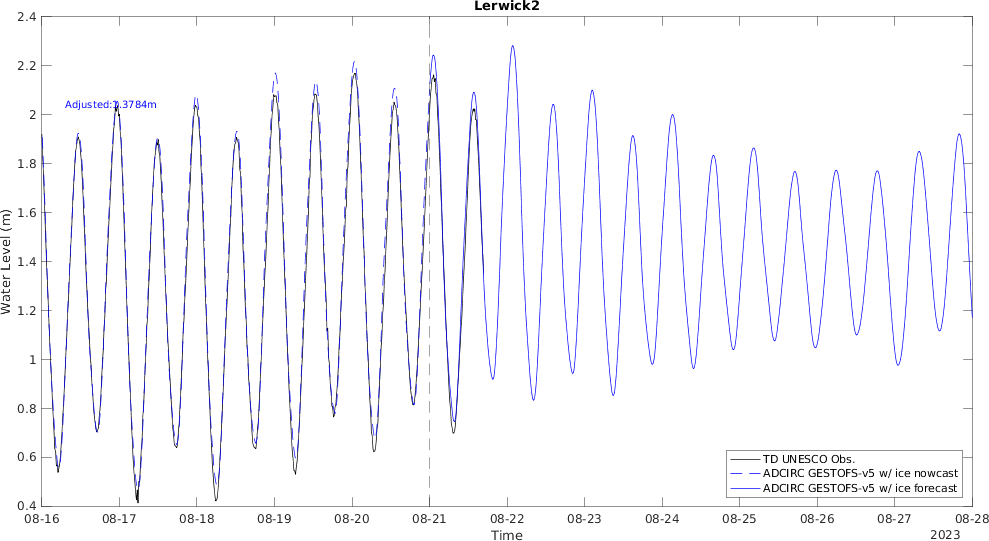 Lerwick2
2.4
2.2
2
1.8
1.6
1.4
1.2
1
0.8
0.6
0.4
Water Level (m)
TD UNESCO Obs.
ADCIRC GESTOFS-v5 w/ ice nowcast
ADCIRC GESTOFS-v5 w/ ice forecast
08-16 08-17 08-18 08-19 08-20 08-21 08-22 08-23 08-24 08-25 08-26 08-27 08-28
Time
2023